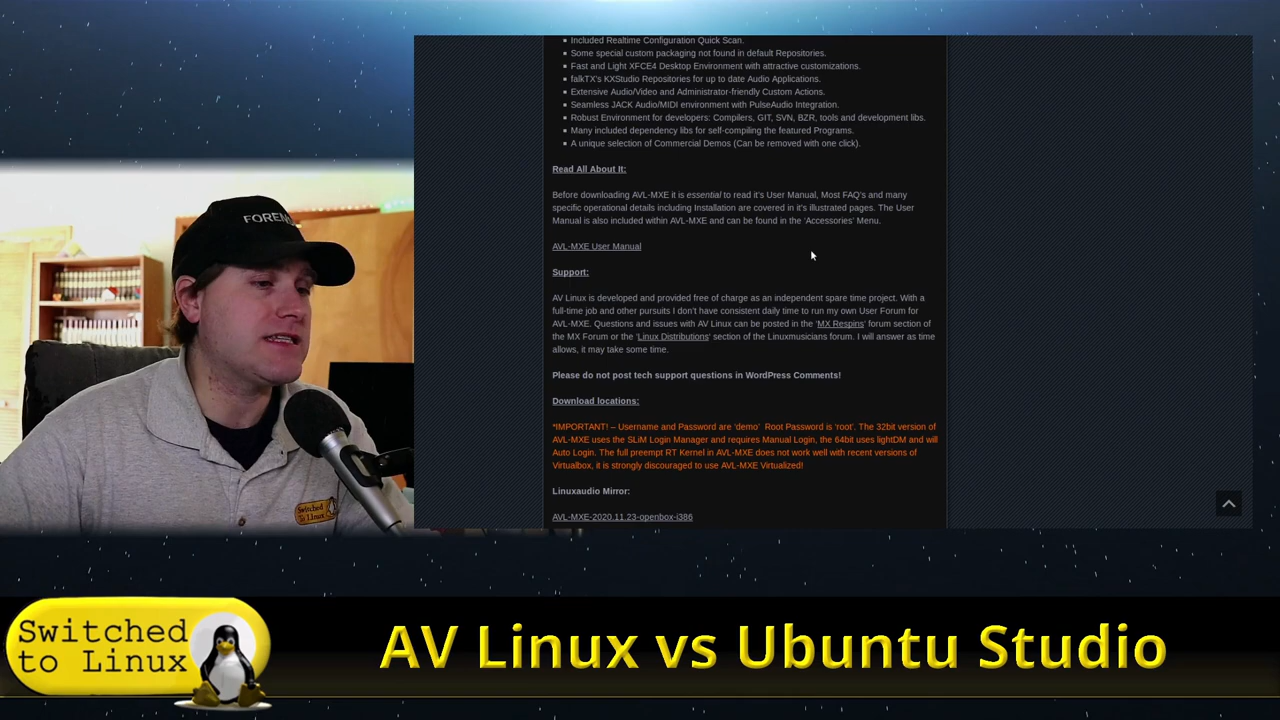 Included Realtime Configuration Quick Scan.
Some special custom packaging not found in default Repositories.
Fast and Light XFCE4 Desktop Environment with attractive customizations.
falkTX's KXStudio Repositories for up to date Audio Applications.
Extensive Audio/Video and Administrator-friendly Custom Actions.
Seamless JACK Audio/MIDI environment with PulseAudio Integration.
Robust Environment for developers: Compilers, GIT, SVN, BZR, tools and development libs.
Many included dependency libs for self-compiling the featured Programs.
A unique selection of Commercial Demos (Can be removed with one click).
Read All About It:
Before downloading AVL-MXE it is essential to read it's User Manual, Most FAQ's and many
specific operational details including Installation are covered in it's illustrated pages. The User
Manual is also included within AVL-MXE and can be found in the 'Accessories' Menu.
AVL-MXE User Manual
Support:
AV Linux is developed and provided free of charge as an independent spare time project. With a
full-time job and other pursuits I don't have consistent daily time to run my own User Forum for
AVL-MXE. Questions and issues with AV Linux can be posted in the 'MX Respins' forum section of
the MX Forum or the 'Linux Distributions' section of the Linuxmusicians forum. I will answer as time
allows, it may take some time.
Please do not post tech support questions in WordPress Comments!
Download locations:
*IMPORTANT! – Username and Password are 'demo' Root Password is 'root'. The 32bit version of
AVL-MXE uses the SLiM Login Manager and requires Manual Login, the 64bit uses lightDM and will
Auto Login. The full preempt RT Kernel in AVL-MXE does not work well with recent versions of
Virtualbox, it is strongly discouraged to use AVL-MXE Virtualized!
Linuxaudio Mirror:
AVL-MXE-2020.11.23-openbox-i386
Switched
to Linux
Switched
to Linux
AV Linux vs Ubuntu Studio